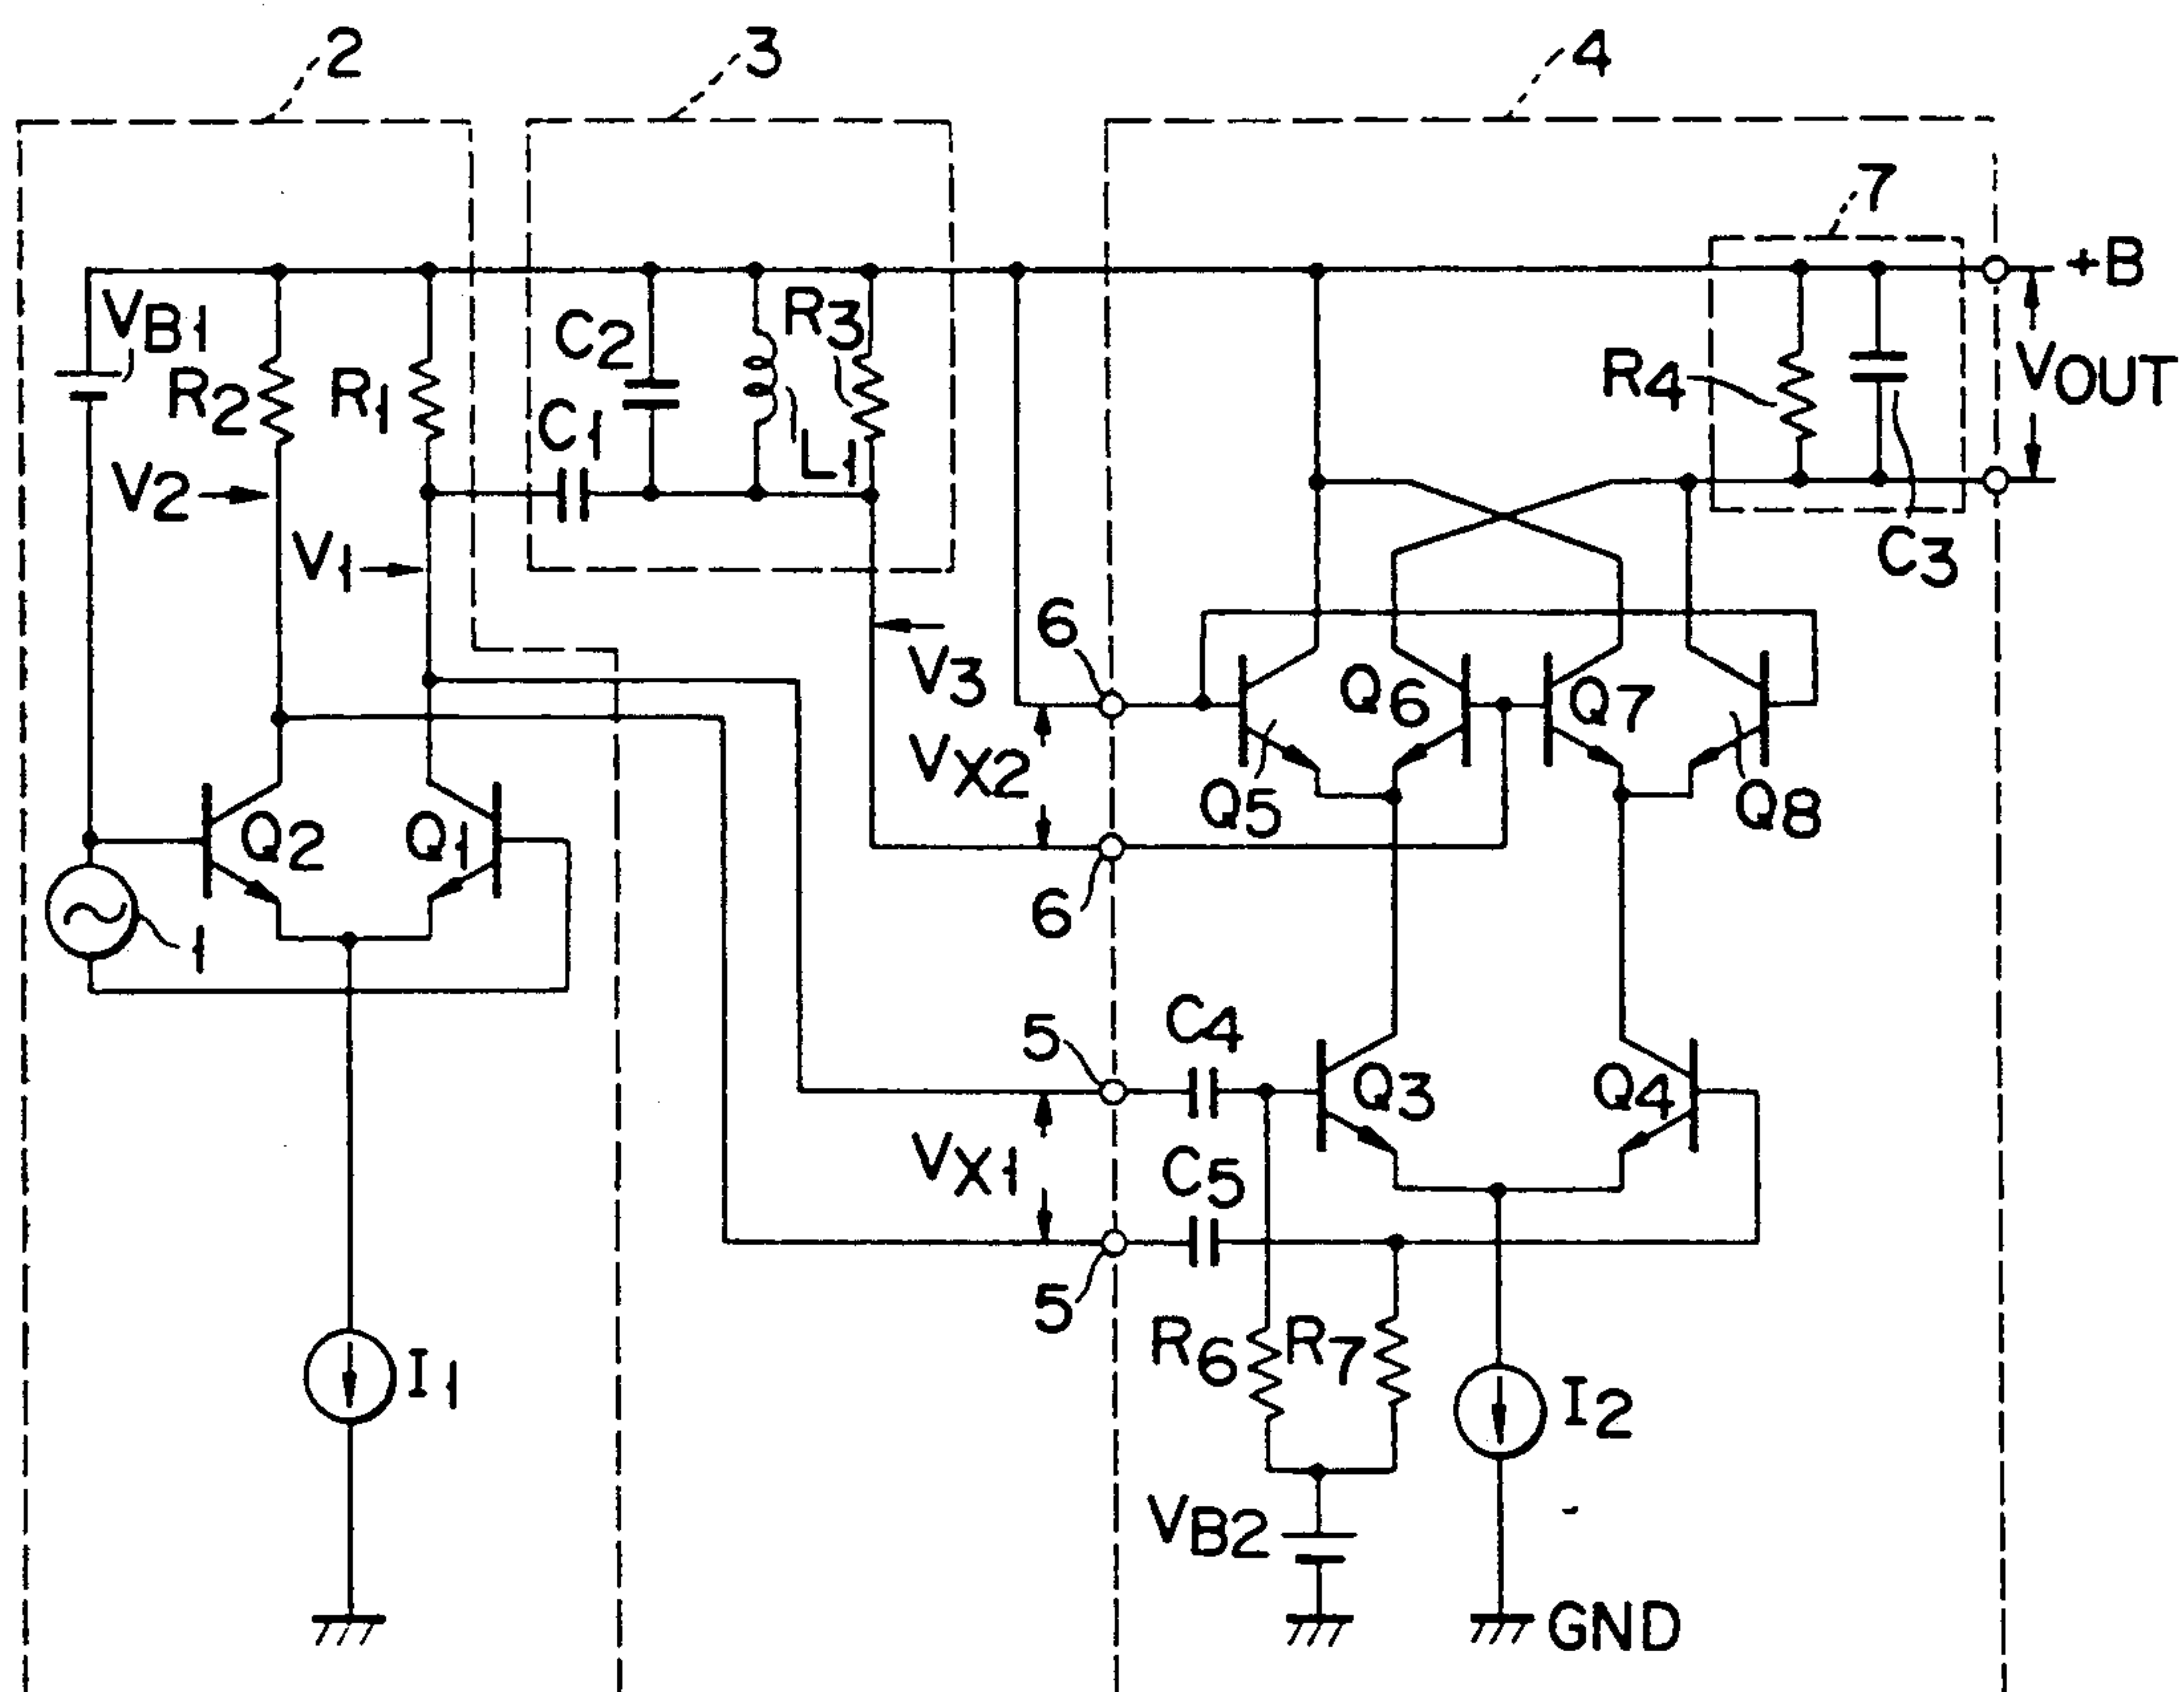 2
3
4
7
+B
VB1
R2
R1
C2
R3
C1
L1
R4
VOUT
V2
V1
C3
6
V3
VX2
Q6
Q7
Q5
Q8
Q2
Q1
6
1
5
C4
Q3
Q4
VX1
C5
5
R6
R7
I1
I2
VB2
GND